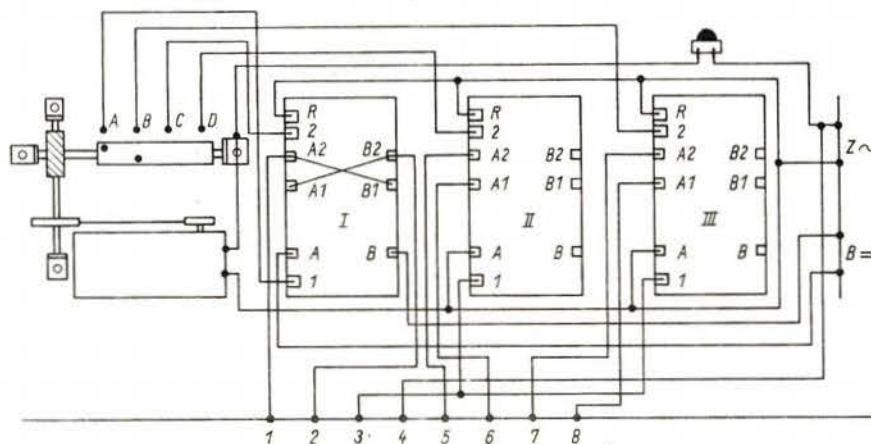 A B C D
R R R
2 2 2
A2 B2 A2 B2 A2 B2
A1 B1 A1 B1 A1 B1
I II III
A B A B A B
1 1 1
Z~
B=
1 2 3 4 5 6 7 8